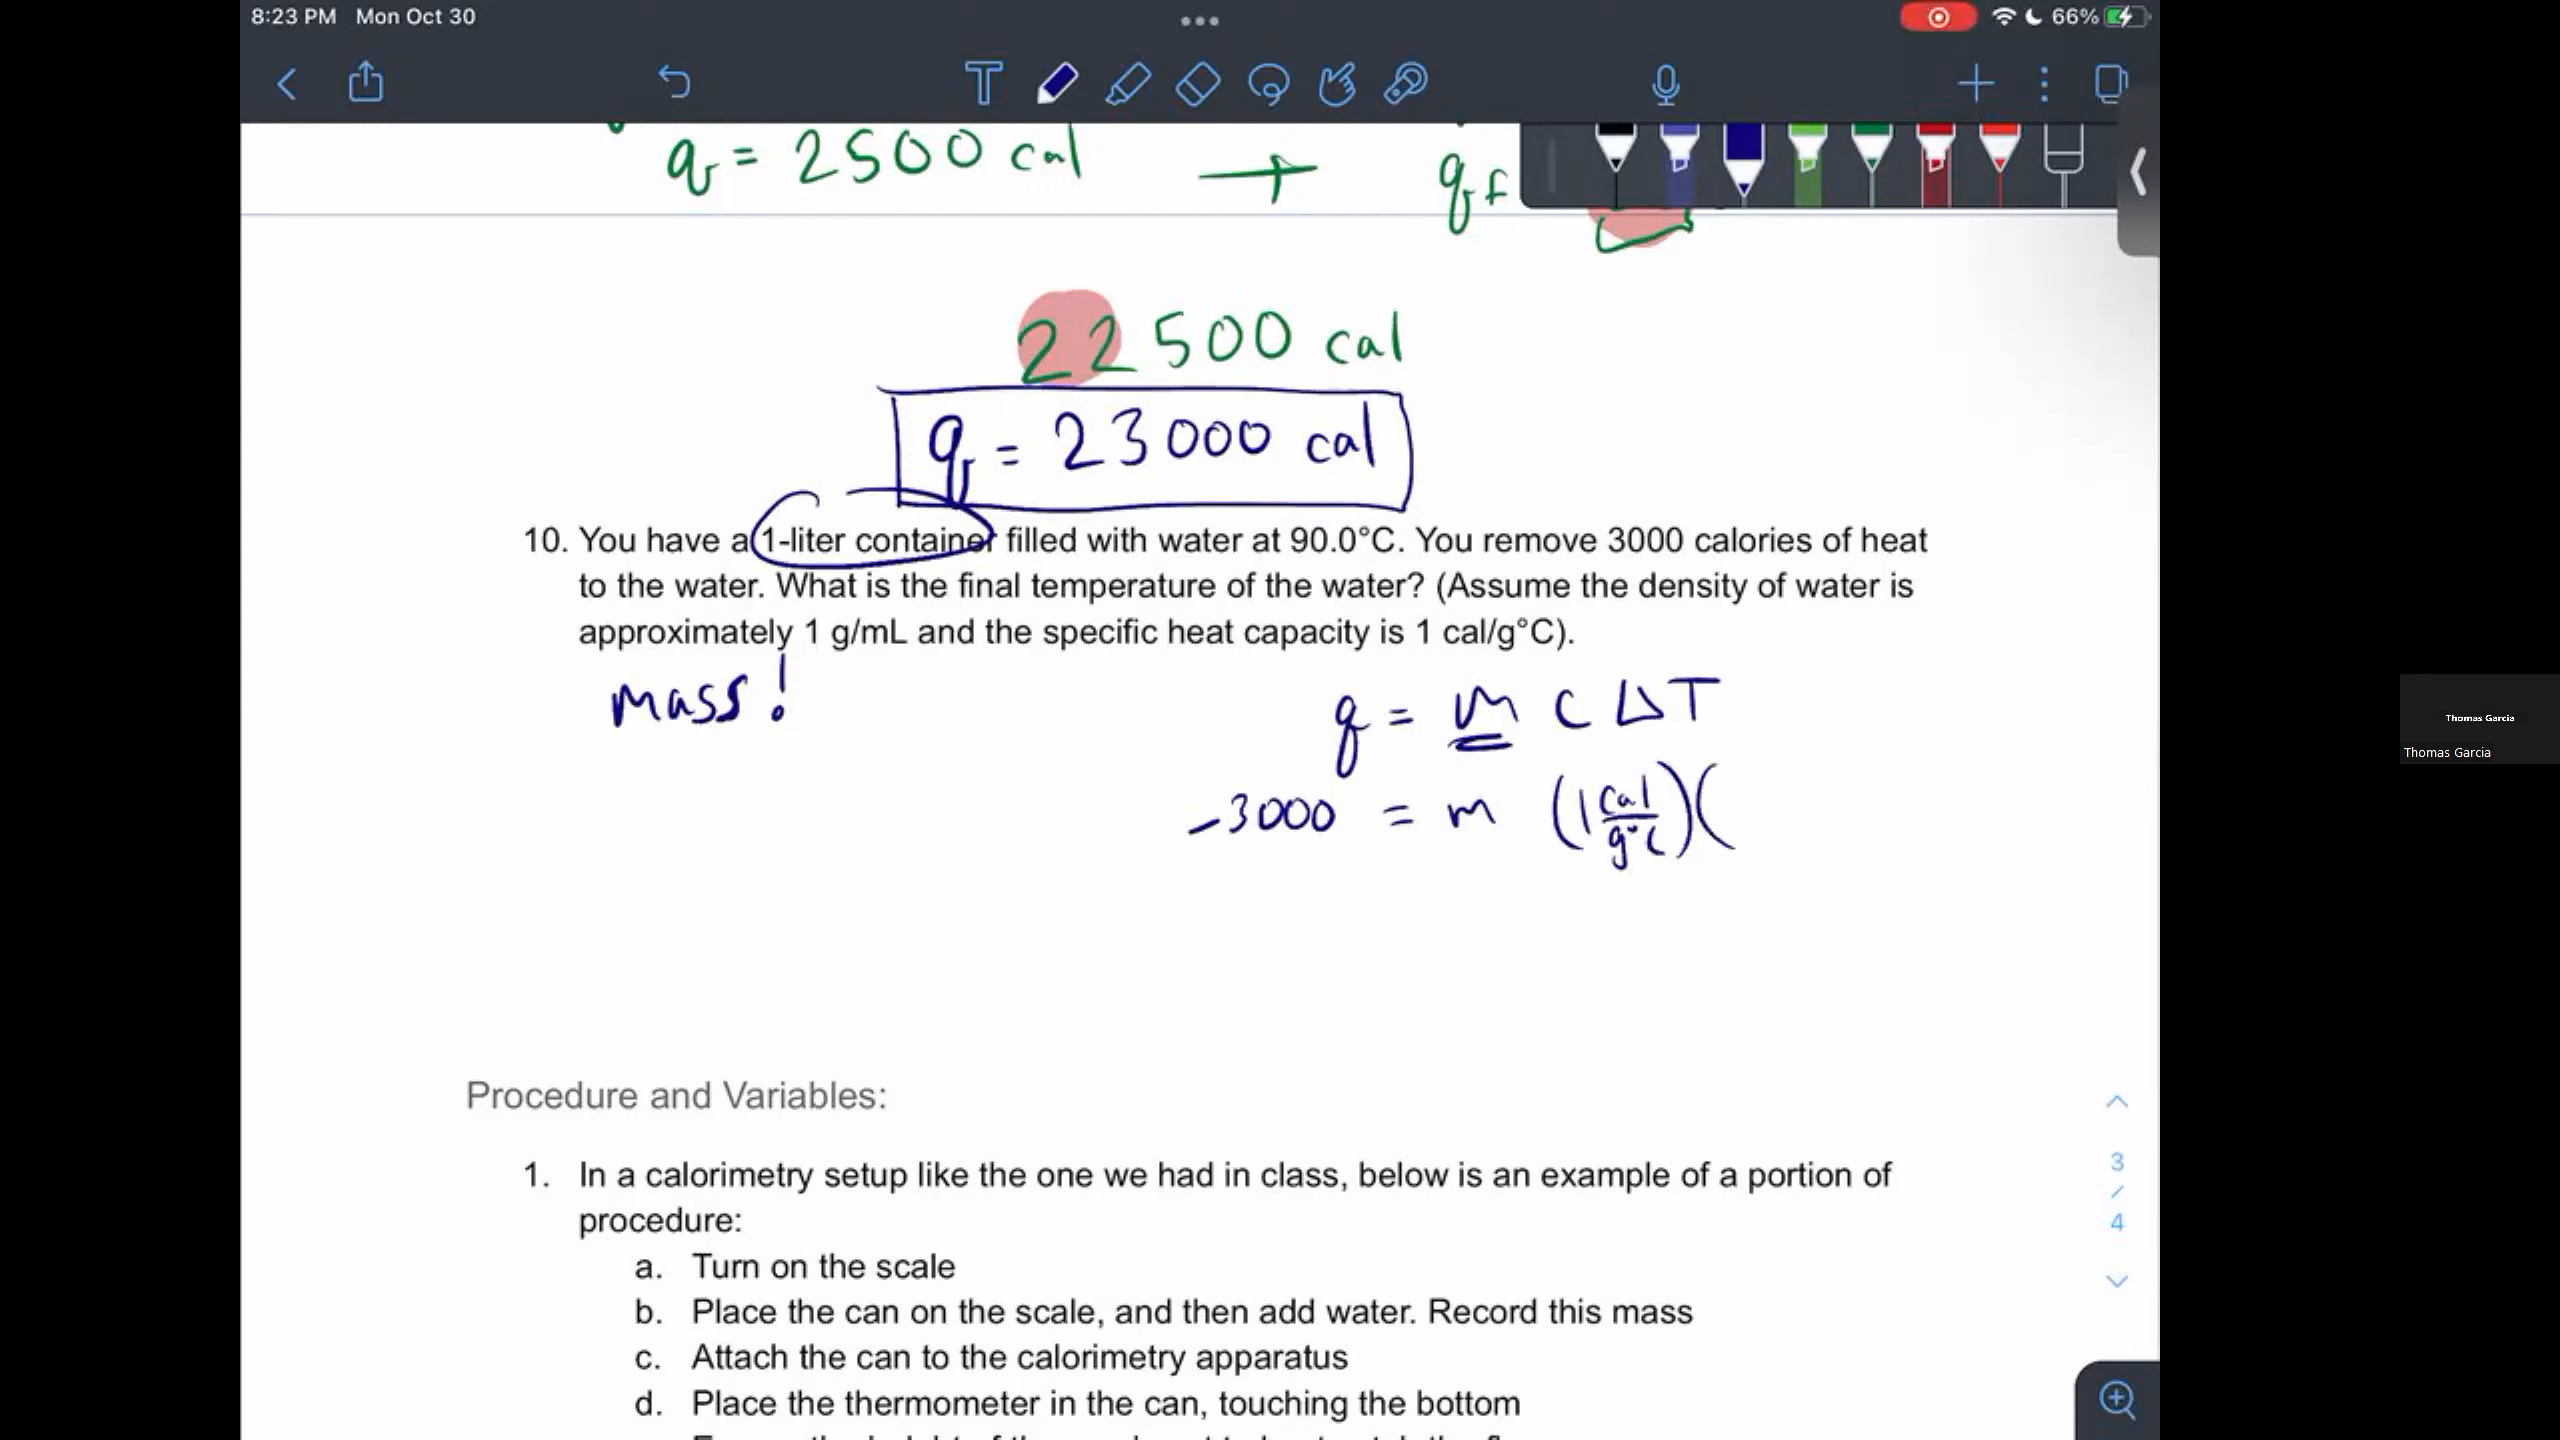 8:23 PM Mon Oct 30
66%
q = 2500 cal → qf
22500 cal
q = 23000 cal
10. You have a 1-liter container filled with water at 90.0°C. You remove 3000 calories of heat
to the water. What is the final temperature of the water? (Assume the density of water is
approximately 1 g/mL and the specific heat capacity is 1 cal/g°C).
mass!
q = m C Δ T
-3000 = m (1 cal/g°C)(
Thomas Garcia
Thomas Garcia
Procedure and Variables:
1. In a calorimetry setup like the one we had in class, below is an example of a portion of
procedure:
a. Turn on the scale
b. Place the can on the scale, and then add water. Record this mass
c. Attach the can to the calorimetry apparatus
d. Place the thermometer in the can, touching the bottom
3
/
4